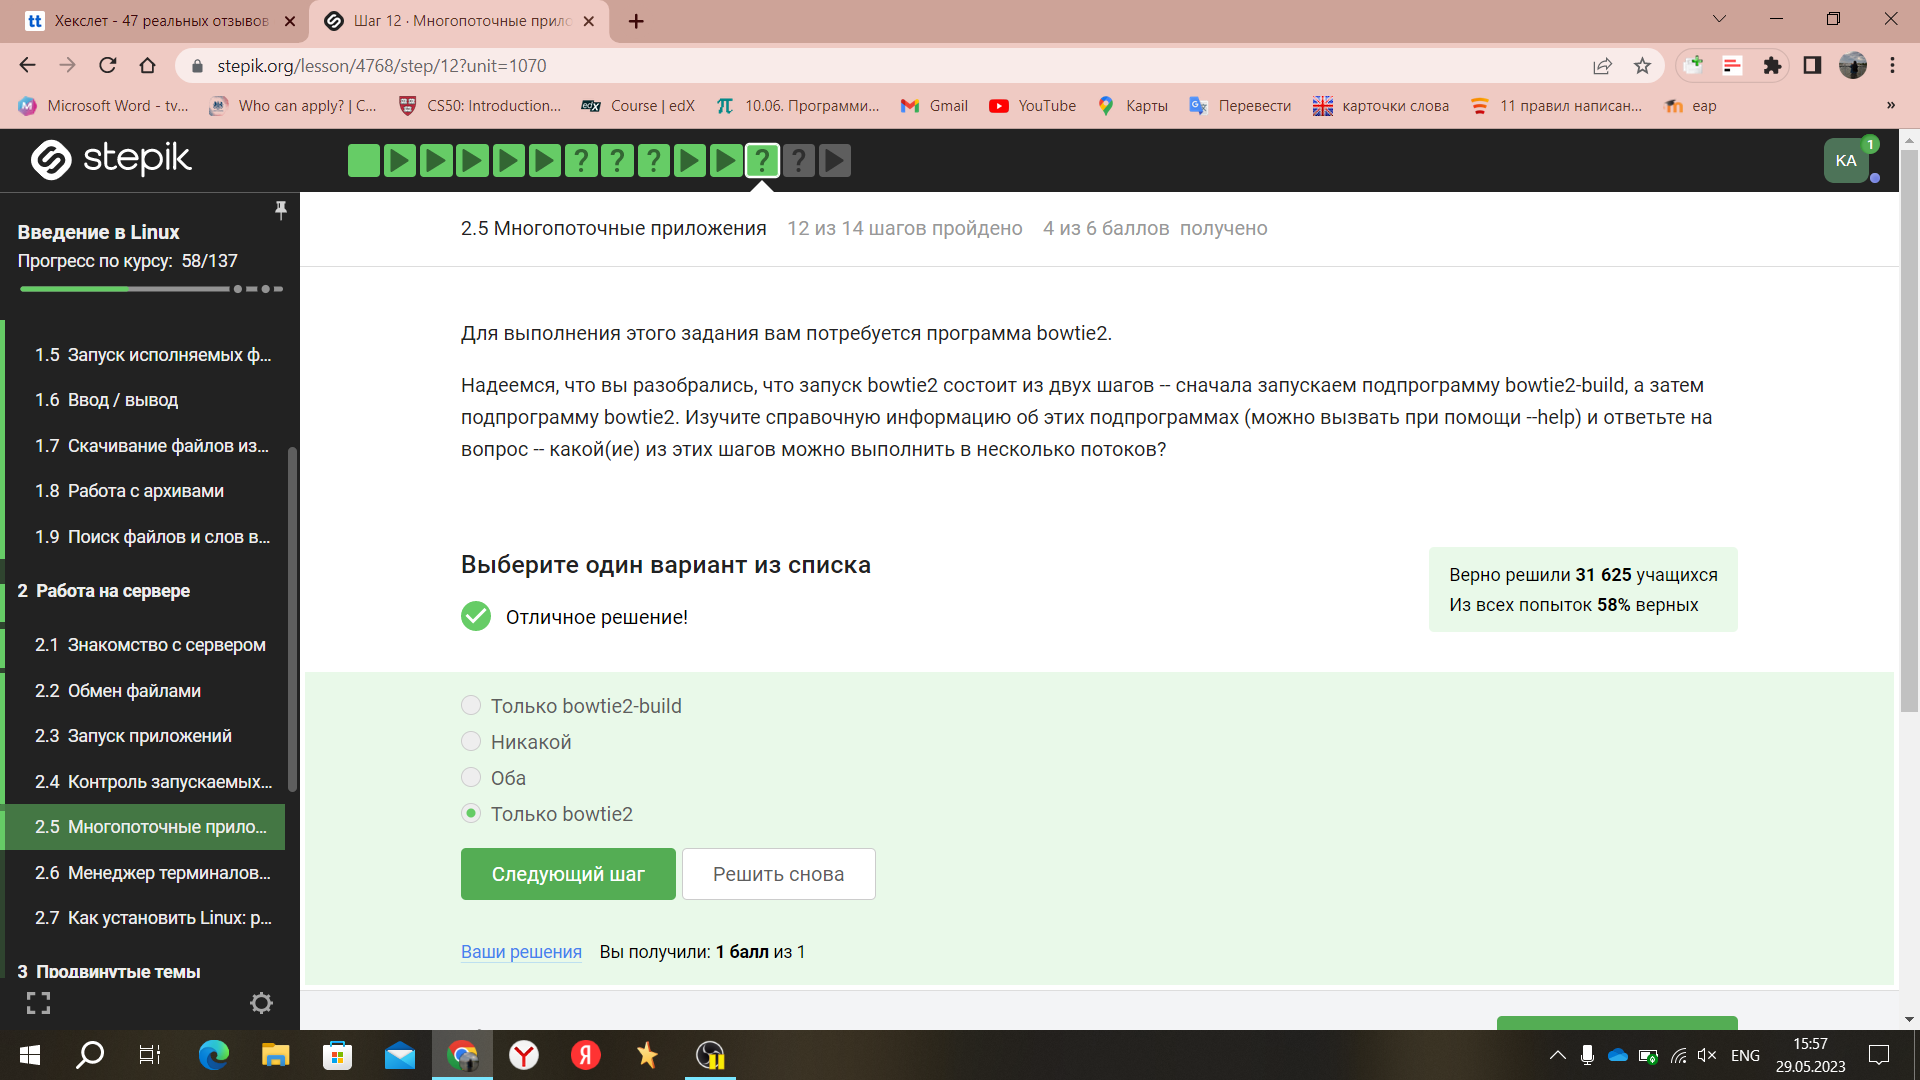 Хекслет - 47 реальных отзывов
Шаг 12 · Многопоточные прило
stepik.org/lesson/4768/step/12?unit=1070
Microsoft Word - tv...
Who can apply? | C...
CS50: Introduction...
edX
Course | edX
10.06. Программи...
Gmail
YouTube
Карты
Перевести
карточки слова
11 правил написан...
eap
»
stepik
? ? ? ? ?
KA
1
Введение в Linux
Прогресс по курсу: 58/137
1.5 Запуск исполняемых ф...
1.6 Ввод / вывод
1.7 Скачивание файлов из...
1.8 Работа с архивами
1.9 Поиск файлов и слов в...
2 Работа на сервере
2.1 Знакомство с сервером
2.2 Обмен файлами
2.3 Запуск приложений
2.4 Контроль запускаемых...
2.5 Многопоточные прило...
2.6 Менеджер терминалов...
2.7 Как установить Linux: р...
3 Продвинутые темы
2.5 Многопоточные приложения 12 из 14 шагов пройдено 4 из 6 баллов получено
Для выполнения этого задания вам потребуется программа bowtie2.
Надеемся, что вы разобрались, что запуск bowtie2 состоит из двух шагов -- сначала запускаем подпрограмму bowtie2-build, а затем
подпрограмму bowtie2. Изучите справочную информацию об этих подпрограммах (можно вызвать при помощи --help) и ответьте на
вопрос -- какой(ие) из этих шагов можно выполнить в несколько потоков?
Выберите один вариант из списка
Отличное решение!
Верно решили 31 625 учащихся
Из всех попыток 58% верных
Только bowtie2-build
Никакой
Оба
Только bowtie2
Следующий шаг
Решить снова
Ваши решения Вы получили: 1 балл из 1
ENG
15:57
29.05.2023